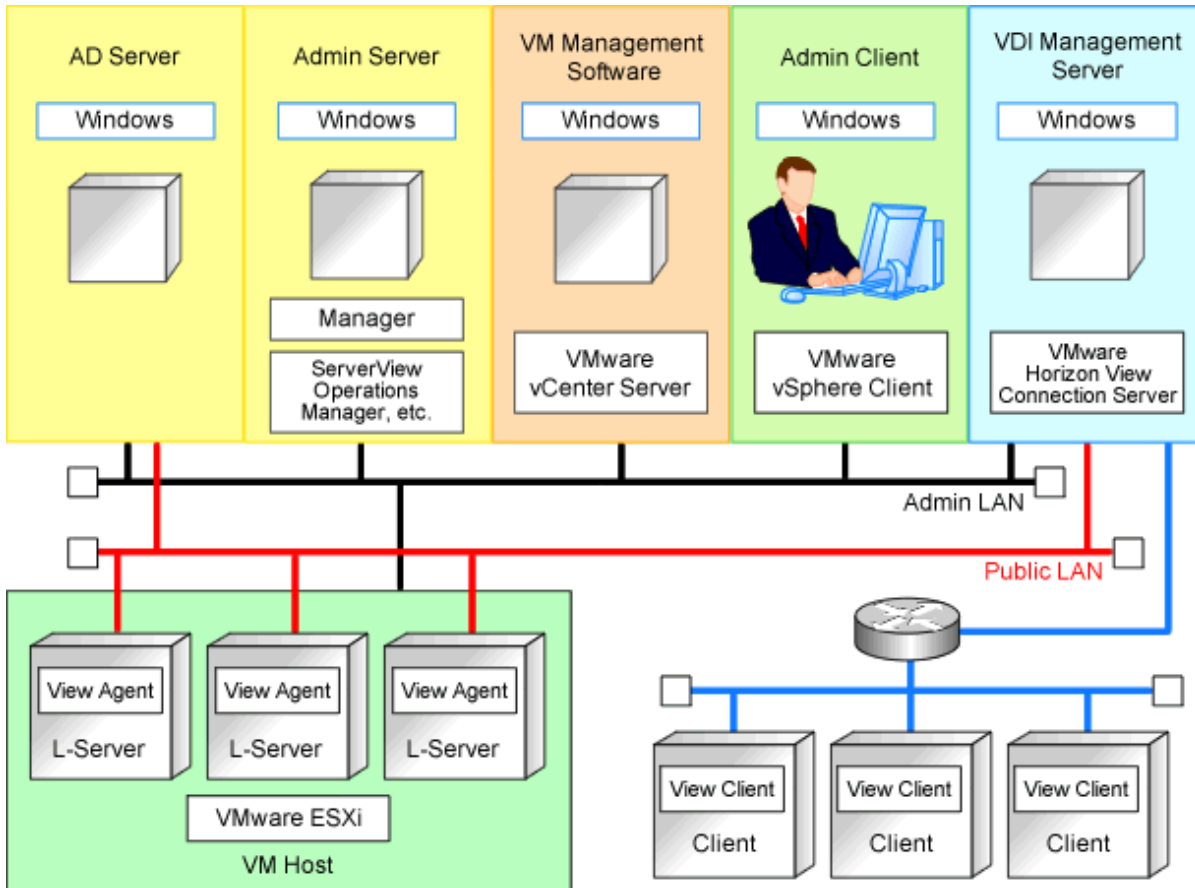 AD Server
Admin Server
VM Management
Software
Admin Client
VDI Management
Server
Windows
Windows
Windows
Windows
Windows
Manager
ServerView
Operations
Manager, etc.
VMware
vCenter Server
VMware
vSphere Client
VMware
Horizon View
Connection Server
Admin LAN
Public LAN
View Agent
View Agent
View Agent
L-Server
L-Server
L-Server
VMware ESXi
VM Host
View Client
View Client
View Client
Client
Client
Client